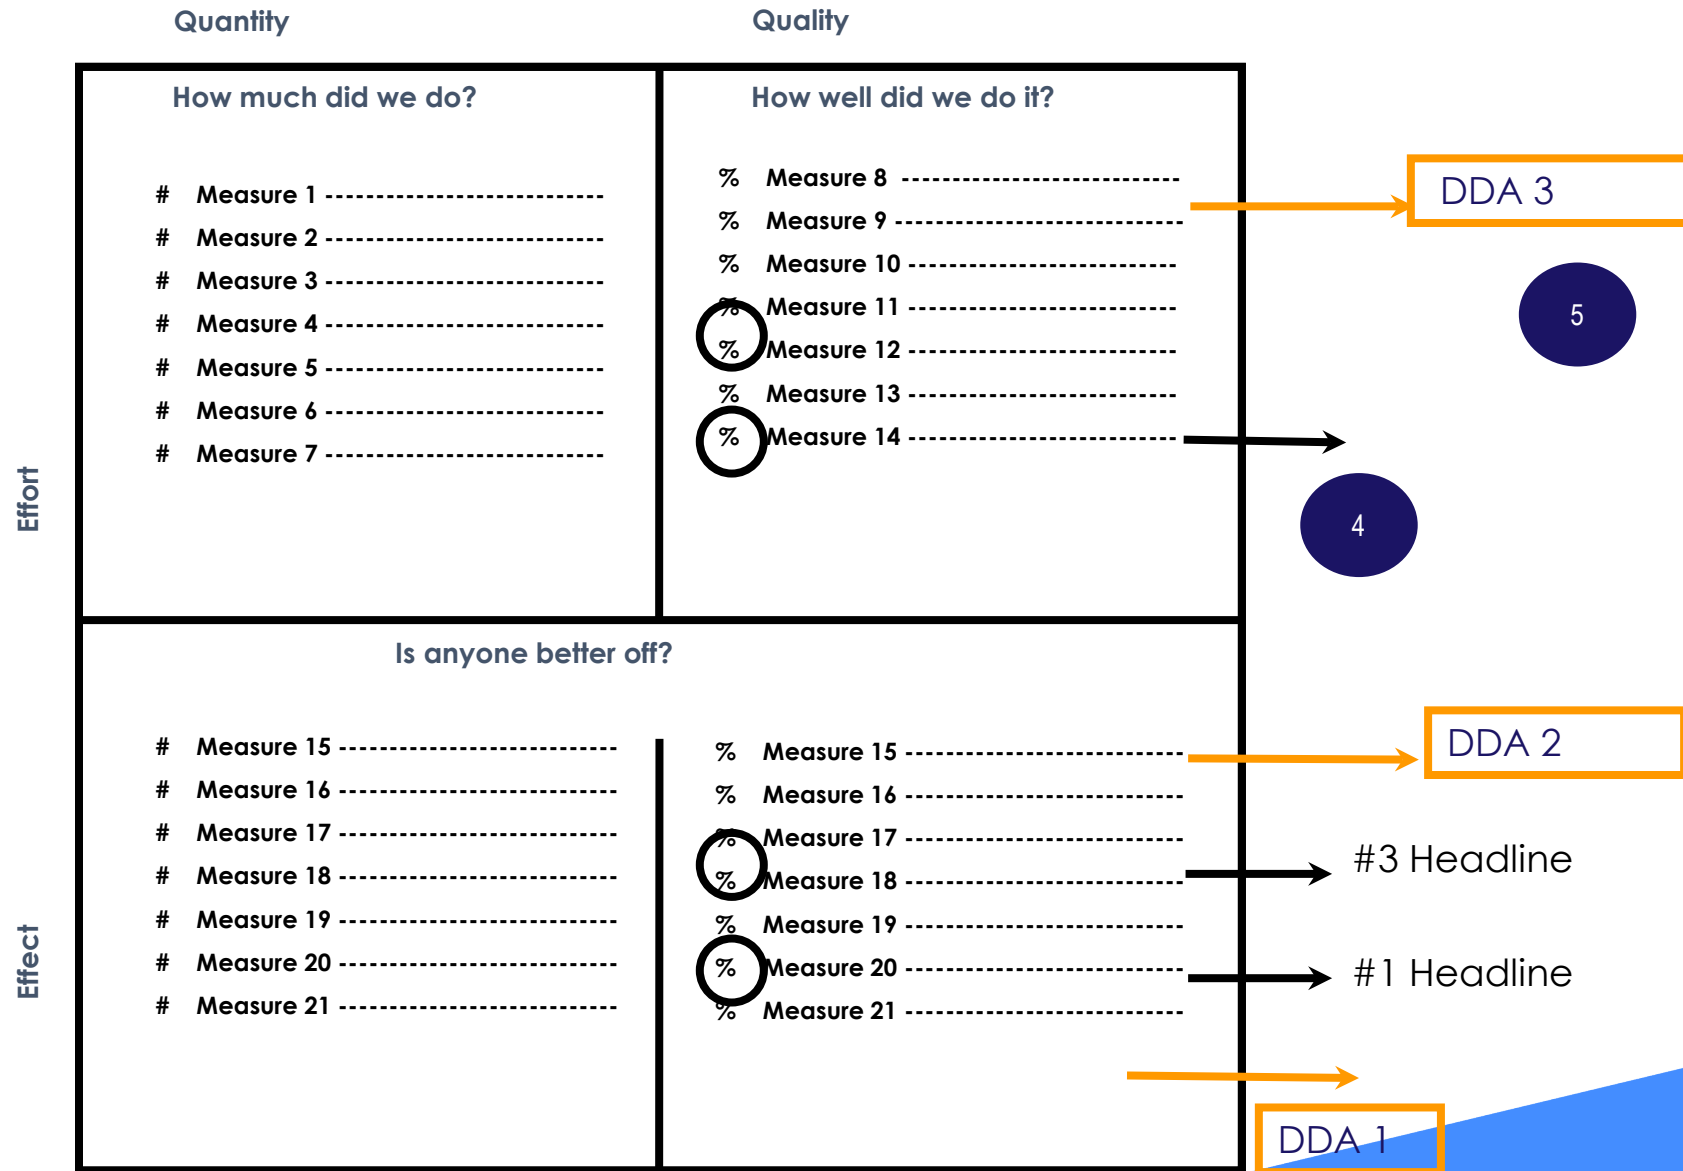 Quantity
Quality
How much did we do?
# Measure 1 ---------------------------
# Measure 2 ---------------------------
# Measure 3 ---------------------------
# Measure 4 ---------------------------
# Measure 5 ---------------------------
# Measure 6 ---------------------------
# Measure 7 ---------------------------
How well did we do it?
% Measure 8 ---------------------------
% Measure 9 ----------------------------
% Measure 10 --------------------------
% Measure 11 --------------------------
% Measure 12 --------------------------
% Measure 13 --------------------------
% Measure 14 --------------------------
DDA 3
5
4
Effort
Is anyone better off?
# Measure 15 ---------------------------
# Measure 16 ---------------------------
# Measure 17 ---------------------------
# Measure 18 ---------------------------
# Measure 19 ---------------------------
# Measure 20 ---------------------------
# Measure 21 ---------------------------
% Measure 15 ---------------------------
% Measure 16 ---------------------------
% Measure 17 ---------------------------
% Measure 18 ---------------------------
% Measure 19 ---------------------------
% Measure 20 ---------------------------
% Measure 21 ---------------------------
DDA 2
#3 Headline
#1 Headline
DDA 1
Effect